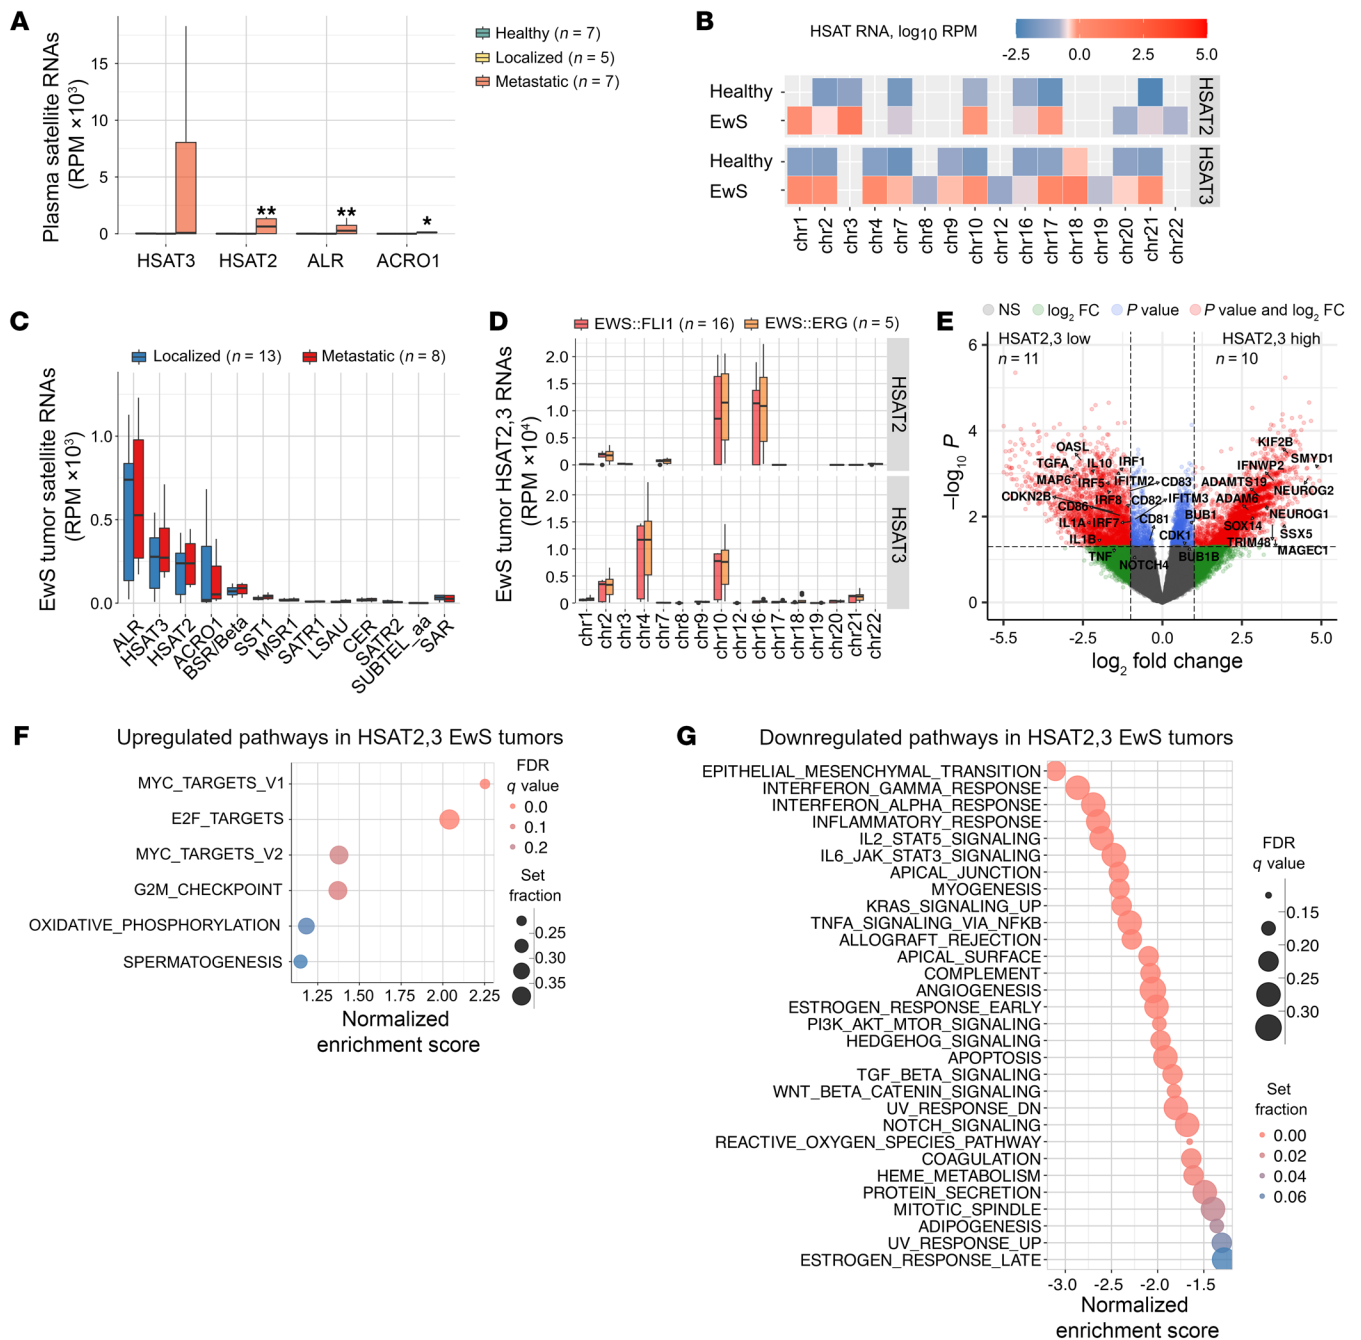 A
Plasma satellite RNAs
(RPM ×10³)
15
10
5
0
HSAT3
HSAT2
ALR
ACRO1
**
**
*
Healthy (n = 7)
Localized (n = 5)
Metastatic (n = 7)
B
HSAT RNA, log10 RPM
-2.5
0.0
2.5
5.0
Healthy
EwS
HSAT2
Healthy
EwS
HSAT3
chr1
chr2
chr3
chr4
chr7
chr8
chr9
chr10
chr12
chr16
chr17
chr18
chr19
chr20
chr21
chr22
C
Localized (n = 13)
Metastatic (n = 8)
EwS tumor satellite RNAs
(RPM ×10³)
1.0
0.5
0.0
ALR
HSAT3
HSAT2
ACRO1
BSR/Beta
SST1
MSR1
SATR1
LSAU
CER
SATR2
SUBTEL_aa
SAR
D
EWS::FLI1 (n = 16)
EWS::ERG (n = 5)
EwS tumor HSAT2,3 RNAs
(RPM ×10⁴)
2.0
1.5
1.0
0.5
0
HSAT2
2.0
1.5
1.0
0.5
0
HSAT3
chr1
chr2
chr3
chr4
chr7
chr8
chr9
chr10
chr12
chr16
chr17
chr18
chr19
chr20
chr21
chr22
E
NS
log2 FC
P value
P value and log2 FC
HSAT2,3 low
n = 11
HSAT2,3 high
n = 10
–log10 P
6
4
2
0
OASL
TGFA
IL10
IRF1
MAP6
IRF5
IFITM2
CD83
CDKN2B
IRF8
CD82
IFITM3
CD86
IL1A
IRF7
CD81
IL1B
TNF
NOTCH4
CDK1
BUB1
BUB1B
KIF2B
SMYD1
IFNWP2
ADAMTS19
NEUROG2
ADAM6
NEUROG1
SOX14
SSX5
TRIM48
MAGEC1
-5.5
-2.5
0.0
2.5
5.0
log2 fold change
F
Upregulated pathways in HSAT2,3 EwS tumors
MYC_TARGETS_V1
E2F_TARGETS
MYC_TARGETS_V2
G2M_CHECKPOINT
OXIDATIVE_PHOSPHORYLATION
SPERMATOGENESIS
1.25
1.50
1.75
2.00
2.25
Normalized
enrichment score
FDR
q value
0.0
0.1
0.2
Set
fraction
0.25
0.30
0.35
G
Downregulated pathways in HSAT2,3 EwS tumors
EPITHELIAL_MESENCHYMAL_TRANSITION
INTERFERON_GAMMA_RESPONSE
INTERFERON_ALPHA_RESPONSE
INFLAMMATORY_RESPONSE
IL2_STAT5_SIGNALING
IL6_JAK_STAT3_SIGNALING
APICAL_JUNCTION
MYOGENESIS
KRAS_SIGNALING_UP
TNFA_SIGNALING_VIA_NFKB
ALLOGRAFT_REJECTION
APICAL_SURFACE
COMPLEMENT
ANGIOGENESIS
ESTROGEN_RESPONSE_EARLY
PI3K_AKT_MTOR_SIGNALING
HEDGEHOG_SIGNALING
APOPTOSIS
TGF_BETA_SIGNALING
WNT_BETA_CATENIN_SIGNALING
UV_RESPONSE_DN
NOTCH_SIGNALING
REACTIVE_OXYGEN_SPECIES_PATHWAY
COAGULATION
HEME_METABOLISM
PROTEIN_SECRETION
MITOTIC_SPINDLE
ADIPOGENESIS
UV_RESPONSE_UP
ESTROGEN_RESPONSE_LATE
-3.0
-2.5
-2.0
-1.5
Normalized
enrichment score
FDR
q value
0.15
0.20
0.25
0.30
Set
fraction
0.00
0.02
0.04
0.06